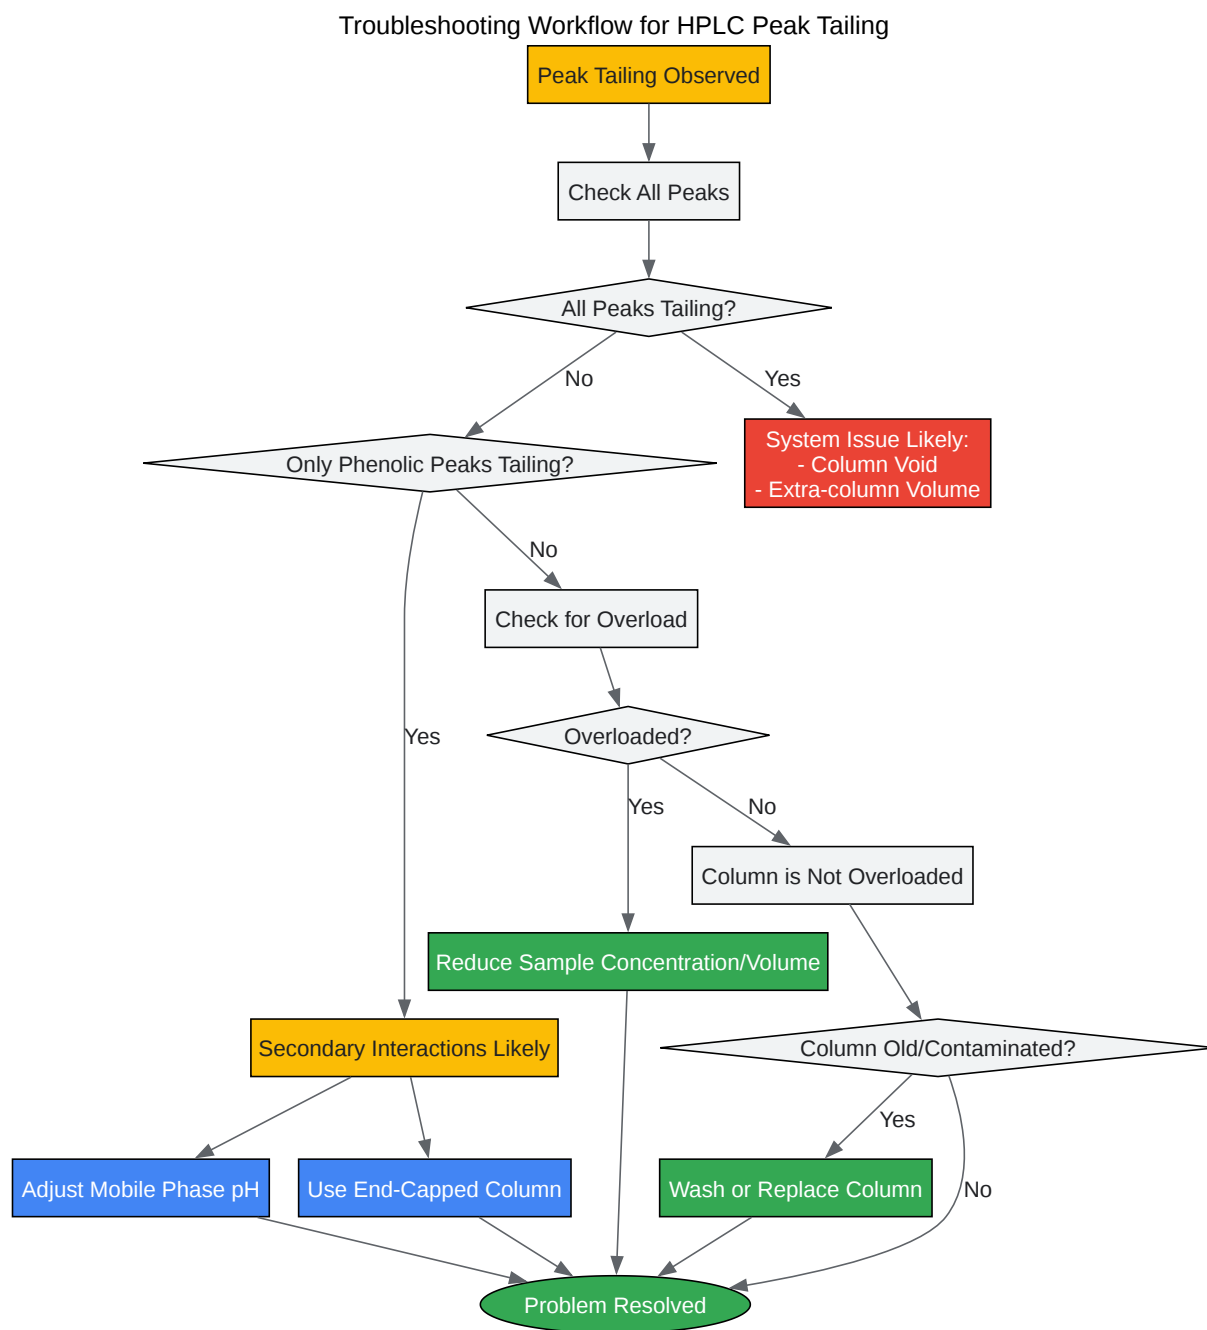 Troubleshooting Workflow for HPLC Peak Tailing
Peak Tailing Observed
Check All Peaks
All Peaks Tailing?
No
Yes
System Issue Likely:
- Column Void
- Extra-column Volume
Only Phenolic Peaks Tailing?
No
Check for Overload
Yes
Overloaded?
Yes
No
Column is Not Overloaded
Reduce Sample Concentration/Volume
Secondary Interactions Likely
Column Old/Contaminated?
Yes
Adjust Mobile Phase pH
Use End-Capped Column
Wash or Replace Column
No
Problem Resolved